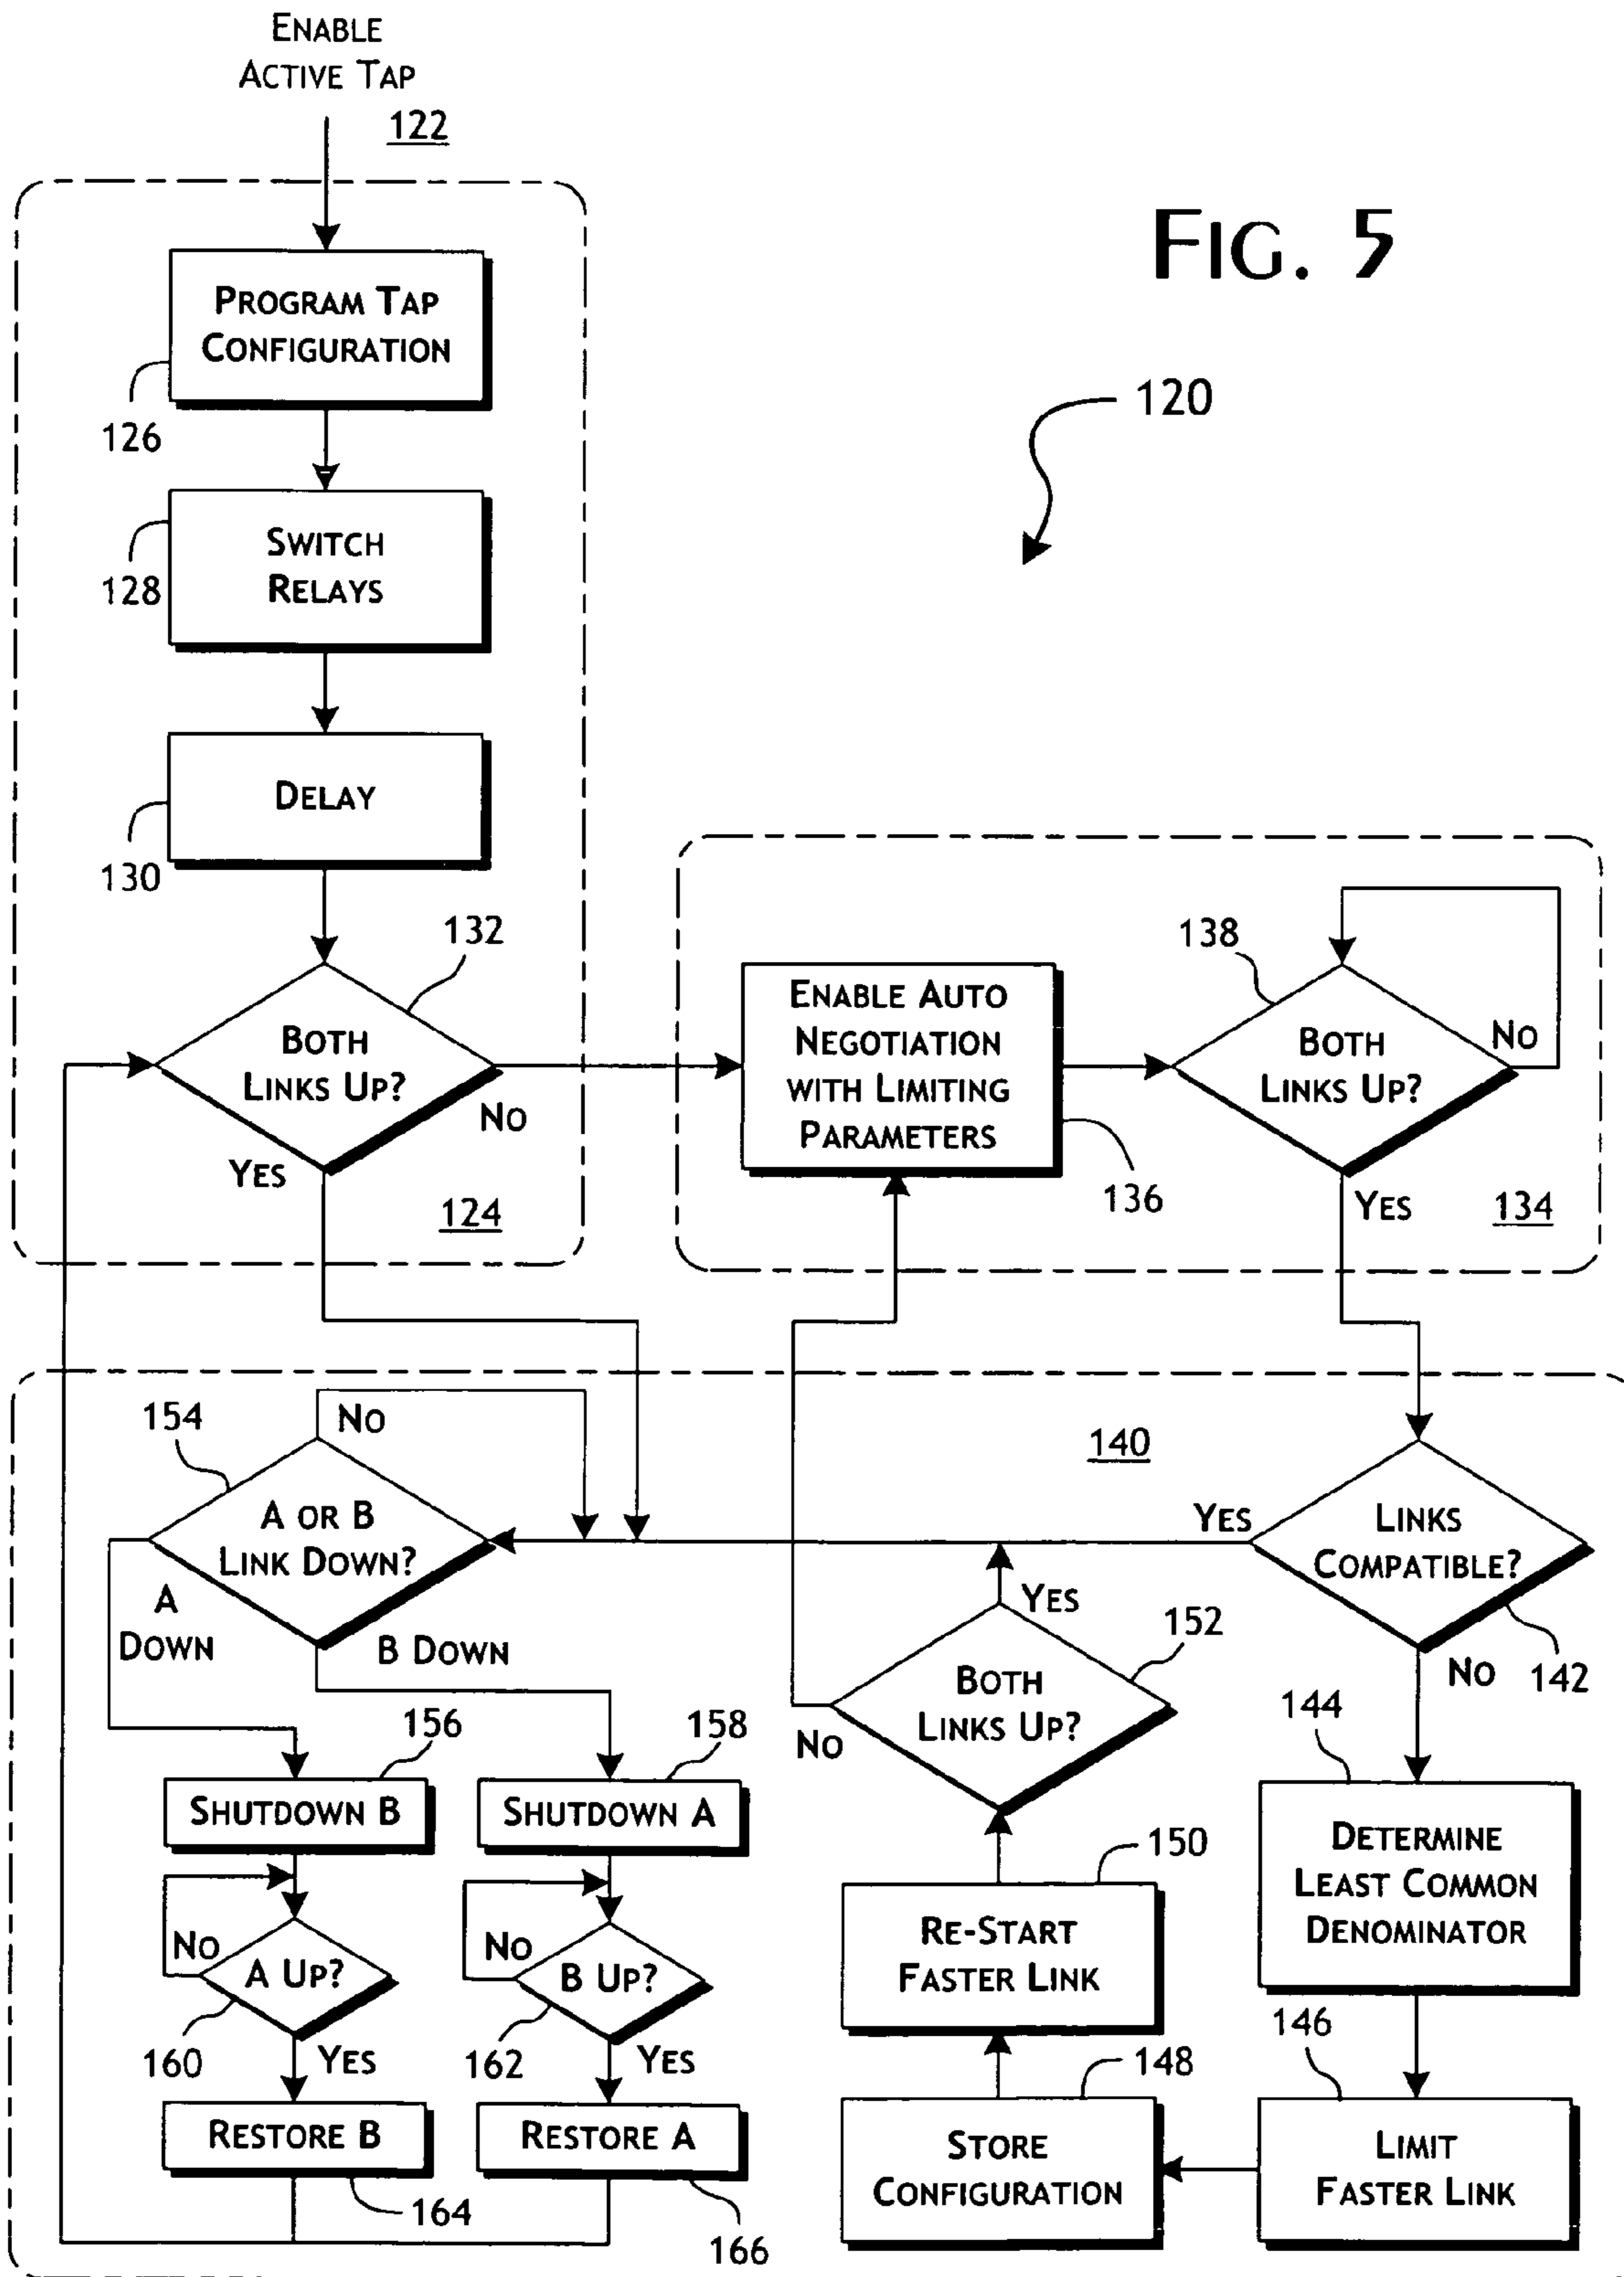 ENABLE
ACTIVE TAP
122
FIG. 5
PROGRAM TAP
CONFIGURATION
126
120
SWITCH
RELAYS
128
DELAY
130
132
BOTH
LINKS UP?
NO
YES
124
ENABLE AUTO
NEGOTIATION
WITH LIMITING
PARAMETERS
136
138
BOTH
LINKS UP?
NO
YES
134
140
154
NO
A OR B
LINK DOWN?
A
DOWN
B DOWN
YES
LINKS
COMPATIBLE?
NO
142
YES
152
BOTH
LINKS UP?
NO
144
DETERMINE
LEAST COMMON
DENOMINATOR
156
SHUTDOWN B
158
SHUTDOWN A
150
RE-START
FASTER LINK
NO
A UP?
160
YES
NO
B UP?
162
YES
146
LIMIT
FASTER LINK
148
STORE
CONFIGURATION
RESTORE B
164
RESTORE A
166